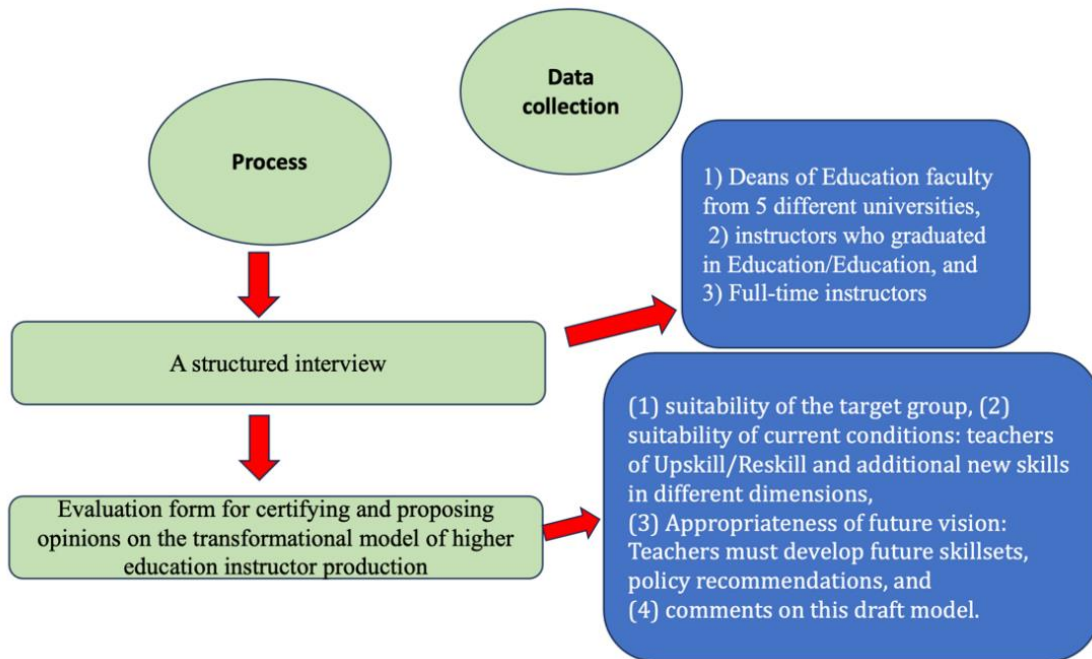 Data
collection
Process
1) Deans of Education faculty
from 5 different universities,
2) instructors who graduated
in Education/Education, and
3) Full-time instructors
A structured interview
(1) suitability of the target group, (2)
suitability of current conditions: teachers
of Upskill/Reskill and additional new skills
in different dimensions,
(3) Appropriateness of future vision:
Teachers must develop future skillsets,
policy recommendations, and
(4) comments on this draft model.
Evaluation form for certifying and proposing
opinions on the transformational model of higher
education instructor production